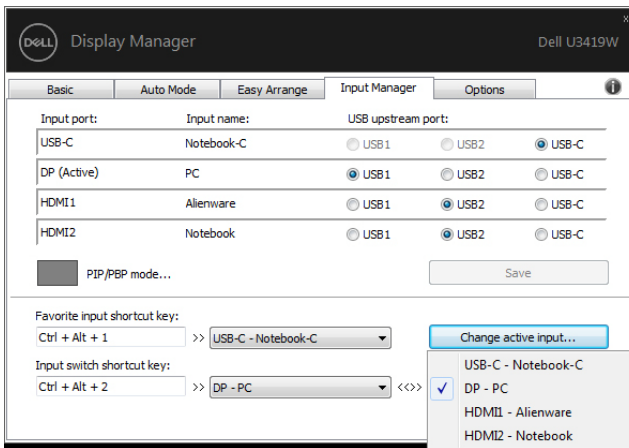 x
DELL Display Manager Dell U3419W
Basic Auto Mode Easy Arrange Input Manager Options i
Input port: Input name: USB upstream port:
USB-C Notebook-C USB1 USB2 USB-C
DP (Active) PC USB1 USB2 USB-C
HDMI1 Alienware USB1 USB2 USB-C
HDMI2 Notebook USB1 USB2 USB-C
PIP/PBP mode... Save
Favorite input shortcut key:
Ctrl + Alt + 1 >> USB-C - Notebook-C Change active input...
Input switch shortcut key:
Ctrl + Alt + 2 >> DP - PC <<>>
USB-C - Notebook-C
DP - PC
HDMI1 - Alienware
HDMI2 - Notebook